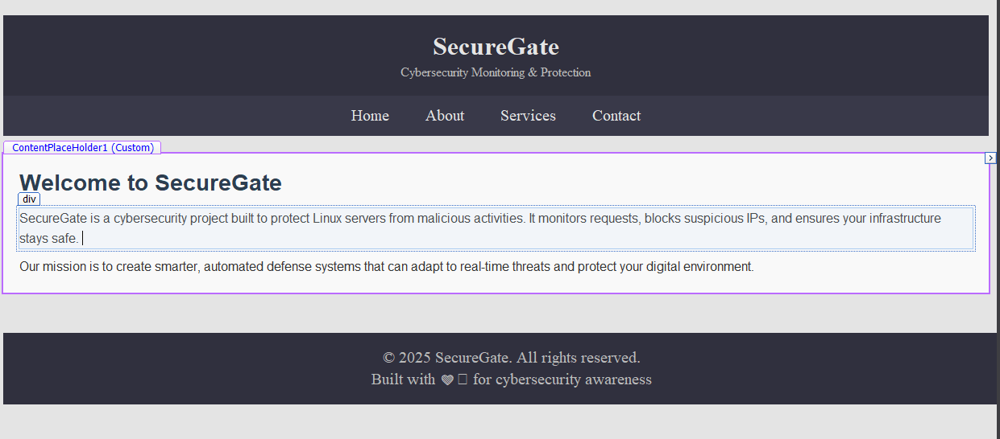 SecureGate
Cybersecurity Monitoring & Protection
Home About Services Contact
ContentPlaceHolder1 (Custom)
Welcome to SecureGate
div
SecureGate is a cybersecurity project built to protect Linux servers from malicious activities. It monitors requests, blocks suspicious IPs, and ensures your infrastructure
stays safe.
Our mission is to create smarter, automated defense systems that can adapt to real-time threats and protect your digital environment.
© 2025 SecureGate. All rights reserved.
Built with ❤️ for cybersecurity awareness